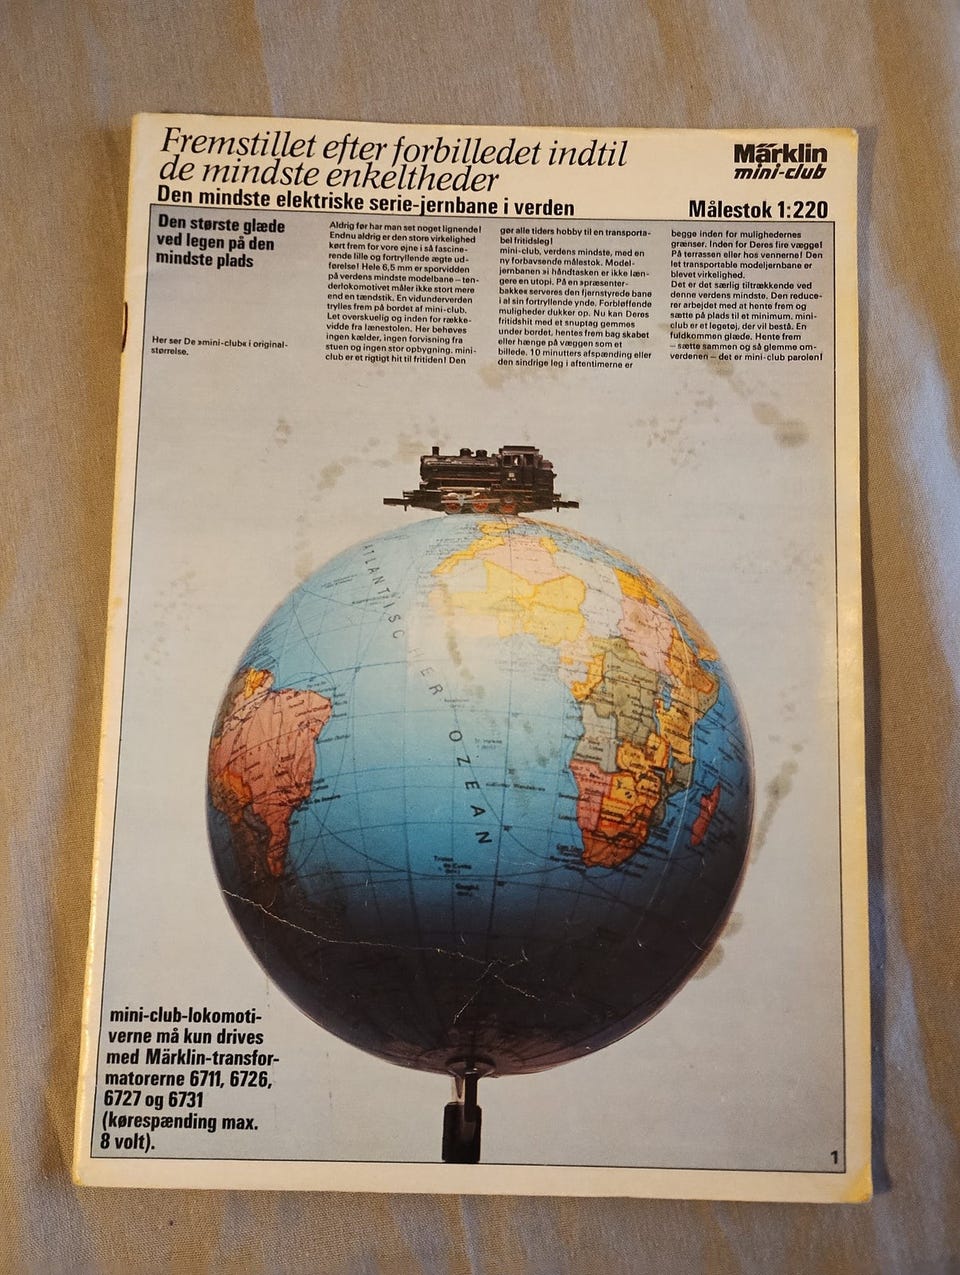 Fremstillet efter forbilledet indtil
de mindste enkeltheder
Den mindste elektriske serie-jernbane i verden
Märklin
mini-club
Målestok 1:220
Den største glæde
ved legen på den
mindste plads
Her ser De »mini-club« i original-
størrelse.
Aldrig før har man set noget lignende!
Endnu aldrig er den store virkelighed
kørt frem for vore øjne i så fascine-
rende lille og fortryllende ægte ud-
førelse! Hele 6,5 mm er sporvidden
på verdens mindste modelbane – ten-
derlokomotivet måler ikke stort mere
end en tændstik. En vidunderverden
trylles frem på bordet af mini-club.
Let overskuelig og inden for række-
vidde fra lænestolen. Her behøves
ingen kælder, ingen forvisning fra
stuen og ingen stor opbygning. mini-
club er et rigtigt hit til fritiden! Den
gør alle tiders hobby til en transporta-
bel fritidsleg!
mini-club, verdens mindste, med en
ny forbavsende målestok. Model-
jernbanen »i håndtasken er ikke læn-
gere en utopi. På en »præsenter-
bakke« serveres den fjernstyrede bane
i al sin fortryllende ynde. Forbløffende
muligheder dukker op. Nu kan Deres
fritidshit med et snuptag gemmes
under bordet, hentes frem bag skabet
eller hænge på væggen som et
billede. 10 minutters afspænding eller
den sindrige leg i aftentimerne er
begge inden for mulighedernes
grænser. Inden for Deres fire vægge!
På terrassen eller hos vennerne! Den
let transportable modeljernbane er
blevet virkelighed.
Det er det særlig tiltrækkende ved
denne verdens mindste. Den reduce-
rer arbejdet med at hente frem og
sætte på plads til et minimum. mini-
club er et legetøj, der vil bestå. En
fuldkommen glæde. Hente frem
– sætte sammen og så glemme om-
verdenen – det er mini-club parolen!
ATLANTISCHER OZEAN
mini-club-lokomoti-
verne må kun drives
med Märklin-transfor-
matorerne 6711, 6726,
6727 og 6731
(kørespænding max.
8 volt).
1